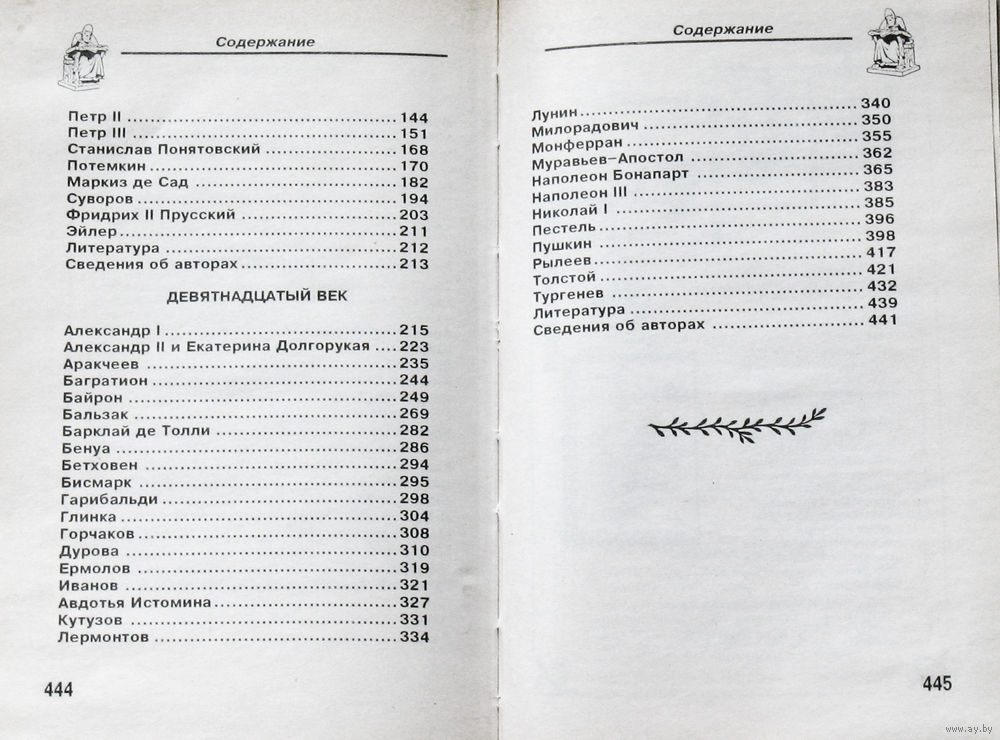 Содержание
Петр II 144
Петр III 151
Станислав Понятовский 168
Потемкин 170
Маркиз де Сад 182
Суворов 194
Фридрих II Прусский 203
Эйлер 211
Литература 212
Сведения об авторах 213
ДЕВЯТНАДЦАТЫЙ ВЕК
Александр I 215
Александр II и Екатерина Долгорукая 223
Аракчеев 235
Багратион 244
Байрон 249
Бальзак 269
Барклай де Толли 282
Бенуа 286
Бетховен 294
Бисмарк 295
Гарибальди 298
Глинка 304
Горчаков 308
Дурова 310
Ермолов 319
Иванов 321
Авдотья Истомина 327
Кутузов 331
Лермонтов 334
444
Содержание
Лунин 340
Милорадович 350
Монферран 355
Муравьев–Апостол 362
Наполеон Бонапарт 365
Наполеон III 383
Николай I 385
Пестель 396
Пушкин 398
Рылеев 417
Толстой 421
Тургенев 432
Литература 439
Сведения об авторах 441
445
www.ay.by